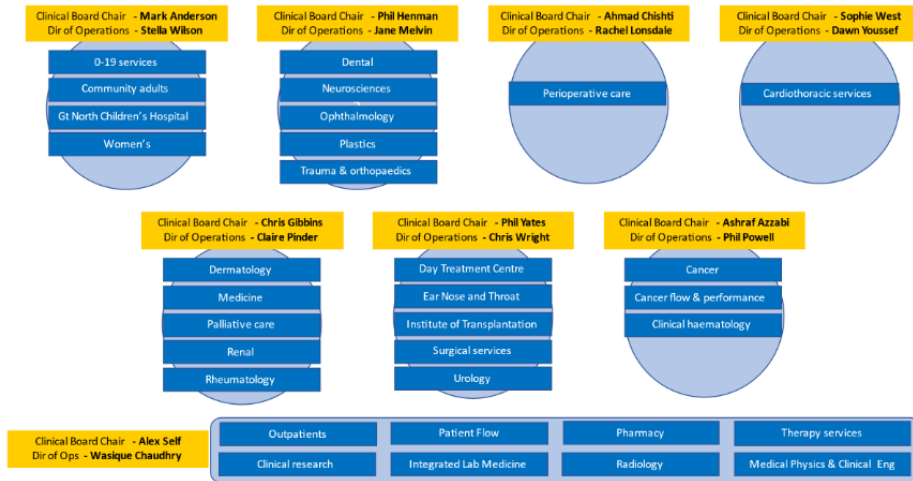 Clinical Board Chair - Mark Anderson
Dir of Operations - Stella Wilson
0-19 services
Community adults
Gt North Children's Hospital
Women's
Clinical Board Chair - Phil Henman
Dir of Operations - Jane Melvin
Dental
Neurosciences
Ophthalmology
Plastics
Trauma & orthopaedics
Clinical Board Chair - Ahmad Chishti
Dir of Operations - Rachel Lonsdale
Perioperative care
Clinical Board Chair - Sophie West
Dir of Operations - Dawn Youssef
Cardiothoracic services
Clinical Board Chair - Chris Gibbins
Dir of Operations - Claire Pinder
Dermatology
Medicine
Palliative care
Renal
Rheumatology
Clinical Board Chair - Phil Yates
Dir of Operations - Chris Wright
Day Treatment Centre
Ear Nose and Throat
Institute of Transplantation
Surgical services
Urology
Clinical Board Chair - Ashraf Azzabi
Dir of Operations - Phil Powell
Cancer
Cancer flow & performance
Clinical haematology
Clinical Board Chair - Alex Self
Dir of Ops - Wasique Chaudhry
Outpatients
Patient Flow
Pharmacy
Therapy services
Clinical research
Integrated Lab Medicine
Radiology
Medical Physics & Clinical Eng